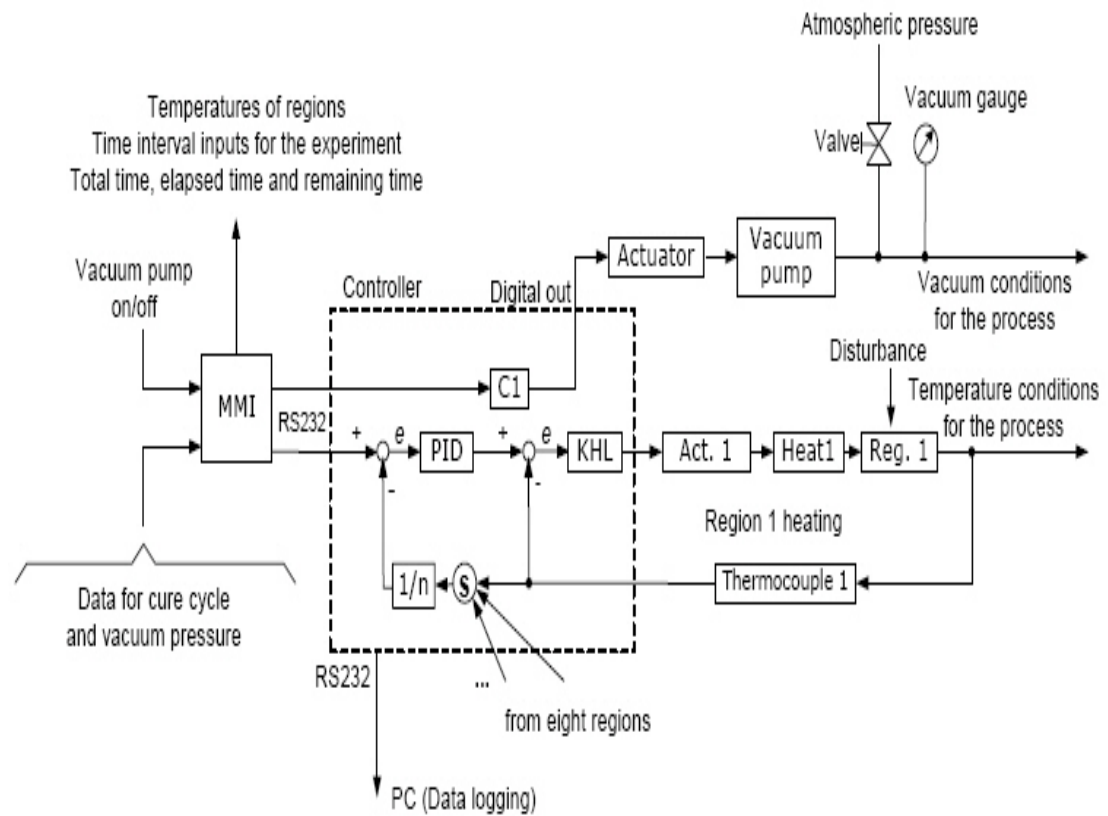 Atmospheric pressure
Temperatures of regions
Time interval inputs for the experiment
Total time, elapsed time and remaining time
Vacuum gauge
Valve
Vacuum pump
on/off
Controller
Digital out
Actuator
Vacuum
pump
Vacuum conditions
for the process
Disturbance
Temperature conditions
for the process
MMI
C1
RS232
+
e
PID
+
e
KHL
Act. 1
Heat1
Reg. 1
-
-
Region 1 heating
Data for cure cycle
and vacuum pressure
1/n
S
Thermocouple 1
RS232
...
from eight regions
PC (Data logging)